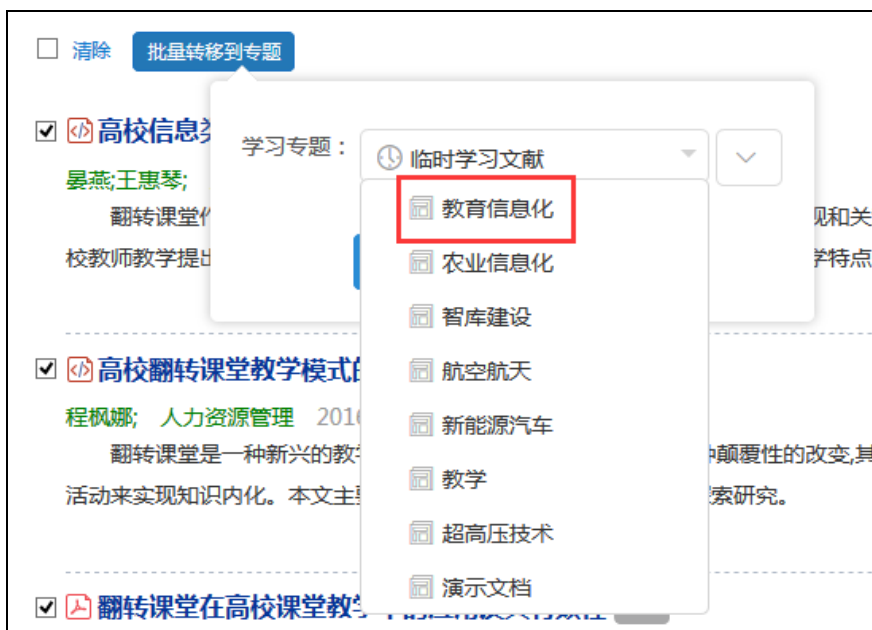 清除 批量转移到专题
高校信息
学习专题：
临时学习文献
晏燕;王惠琴;
教育信息化
翻转课堂
观和关
校教师教学提出
学特点
农业信息化
智库建设
高校翻转课堂教学模式的
航空航天
程枫娜; 人力资源管理 2016
新能源汽车
翻转课堂是一种新兴的教学
颠覆性的改变,其
教学
活动来实现知识内化。本文主要
索研究。
超高压技术
演示文档
翻转课堂在高校课堂教学